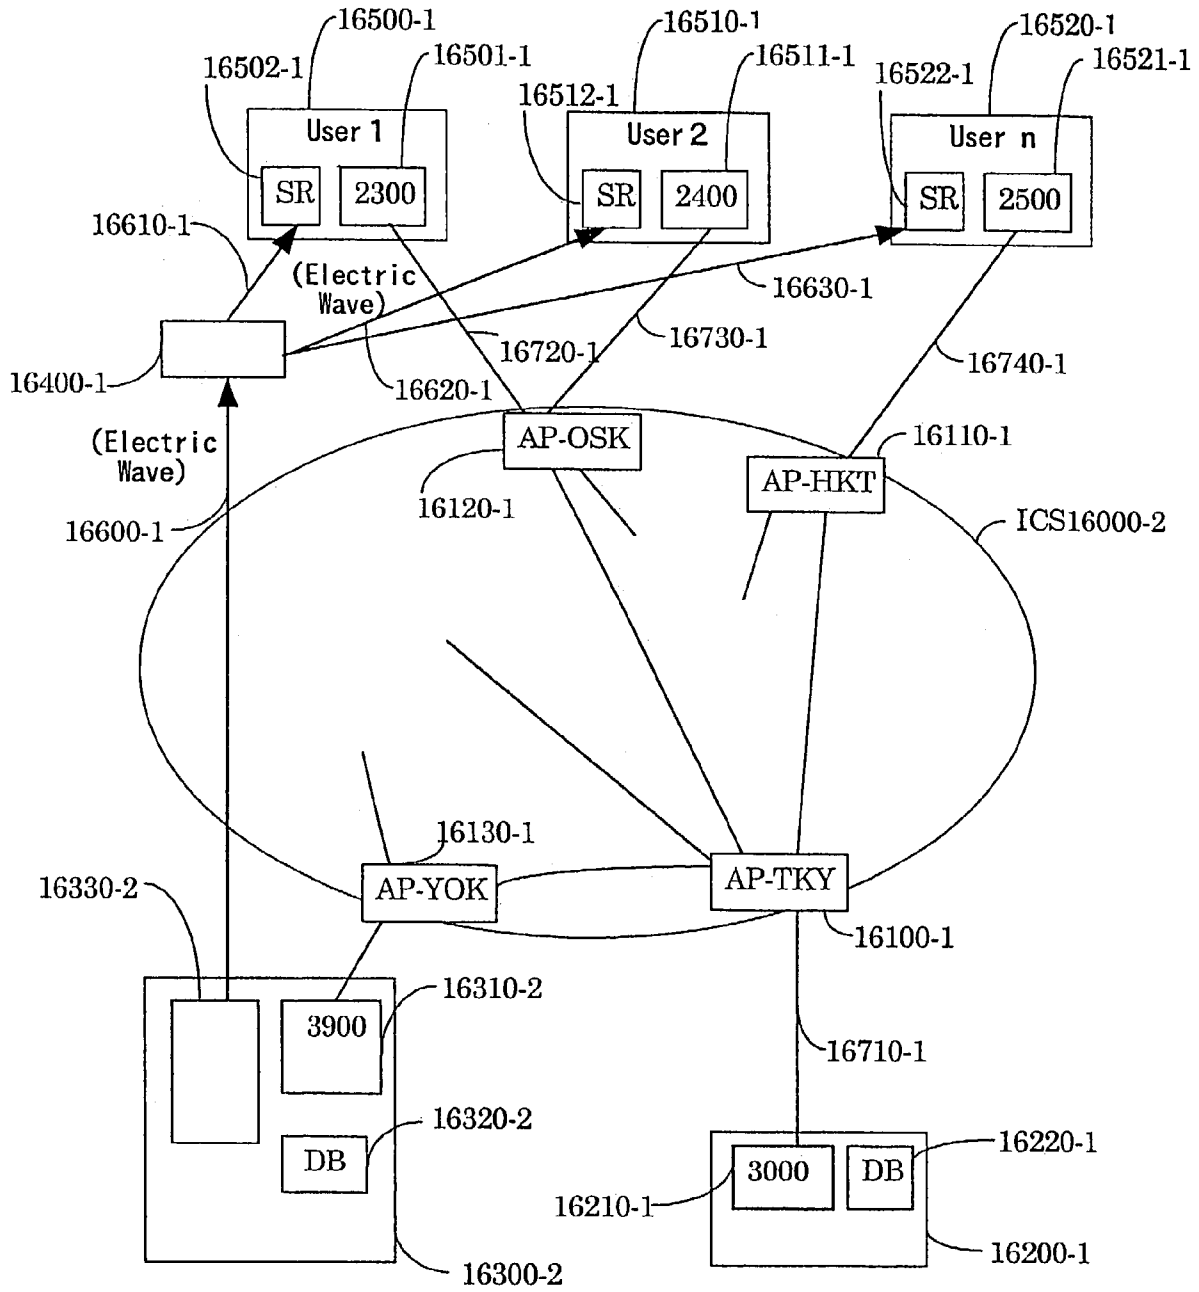 16500-1
16510-1
16520-1
16502-1
16501-1
16512-1
16511-1
16522-1
16521-1
User 1
User 2
User n
SR
2300
SR
2400
SR
2500
16610-1
(Electric
Wave)
16630-1
16400-1
16720-1
16730-1
16740-1
16620-1
(Electric
Wave)
AP-OSK
16110-1
AP-HKT
16120-1
16600-1
ICS16000-2
16130-1
16330-2
AP-YOK
AP-TKY
16100-1
16310-2
3900
16710-1
16320-2
DB
16220-1
3000
DB
16210-1
16200-1
16300-2